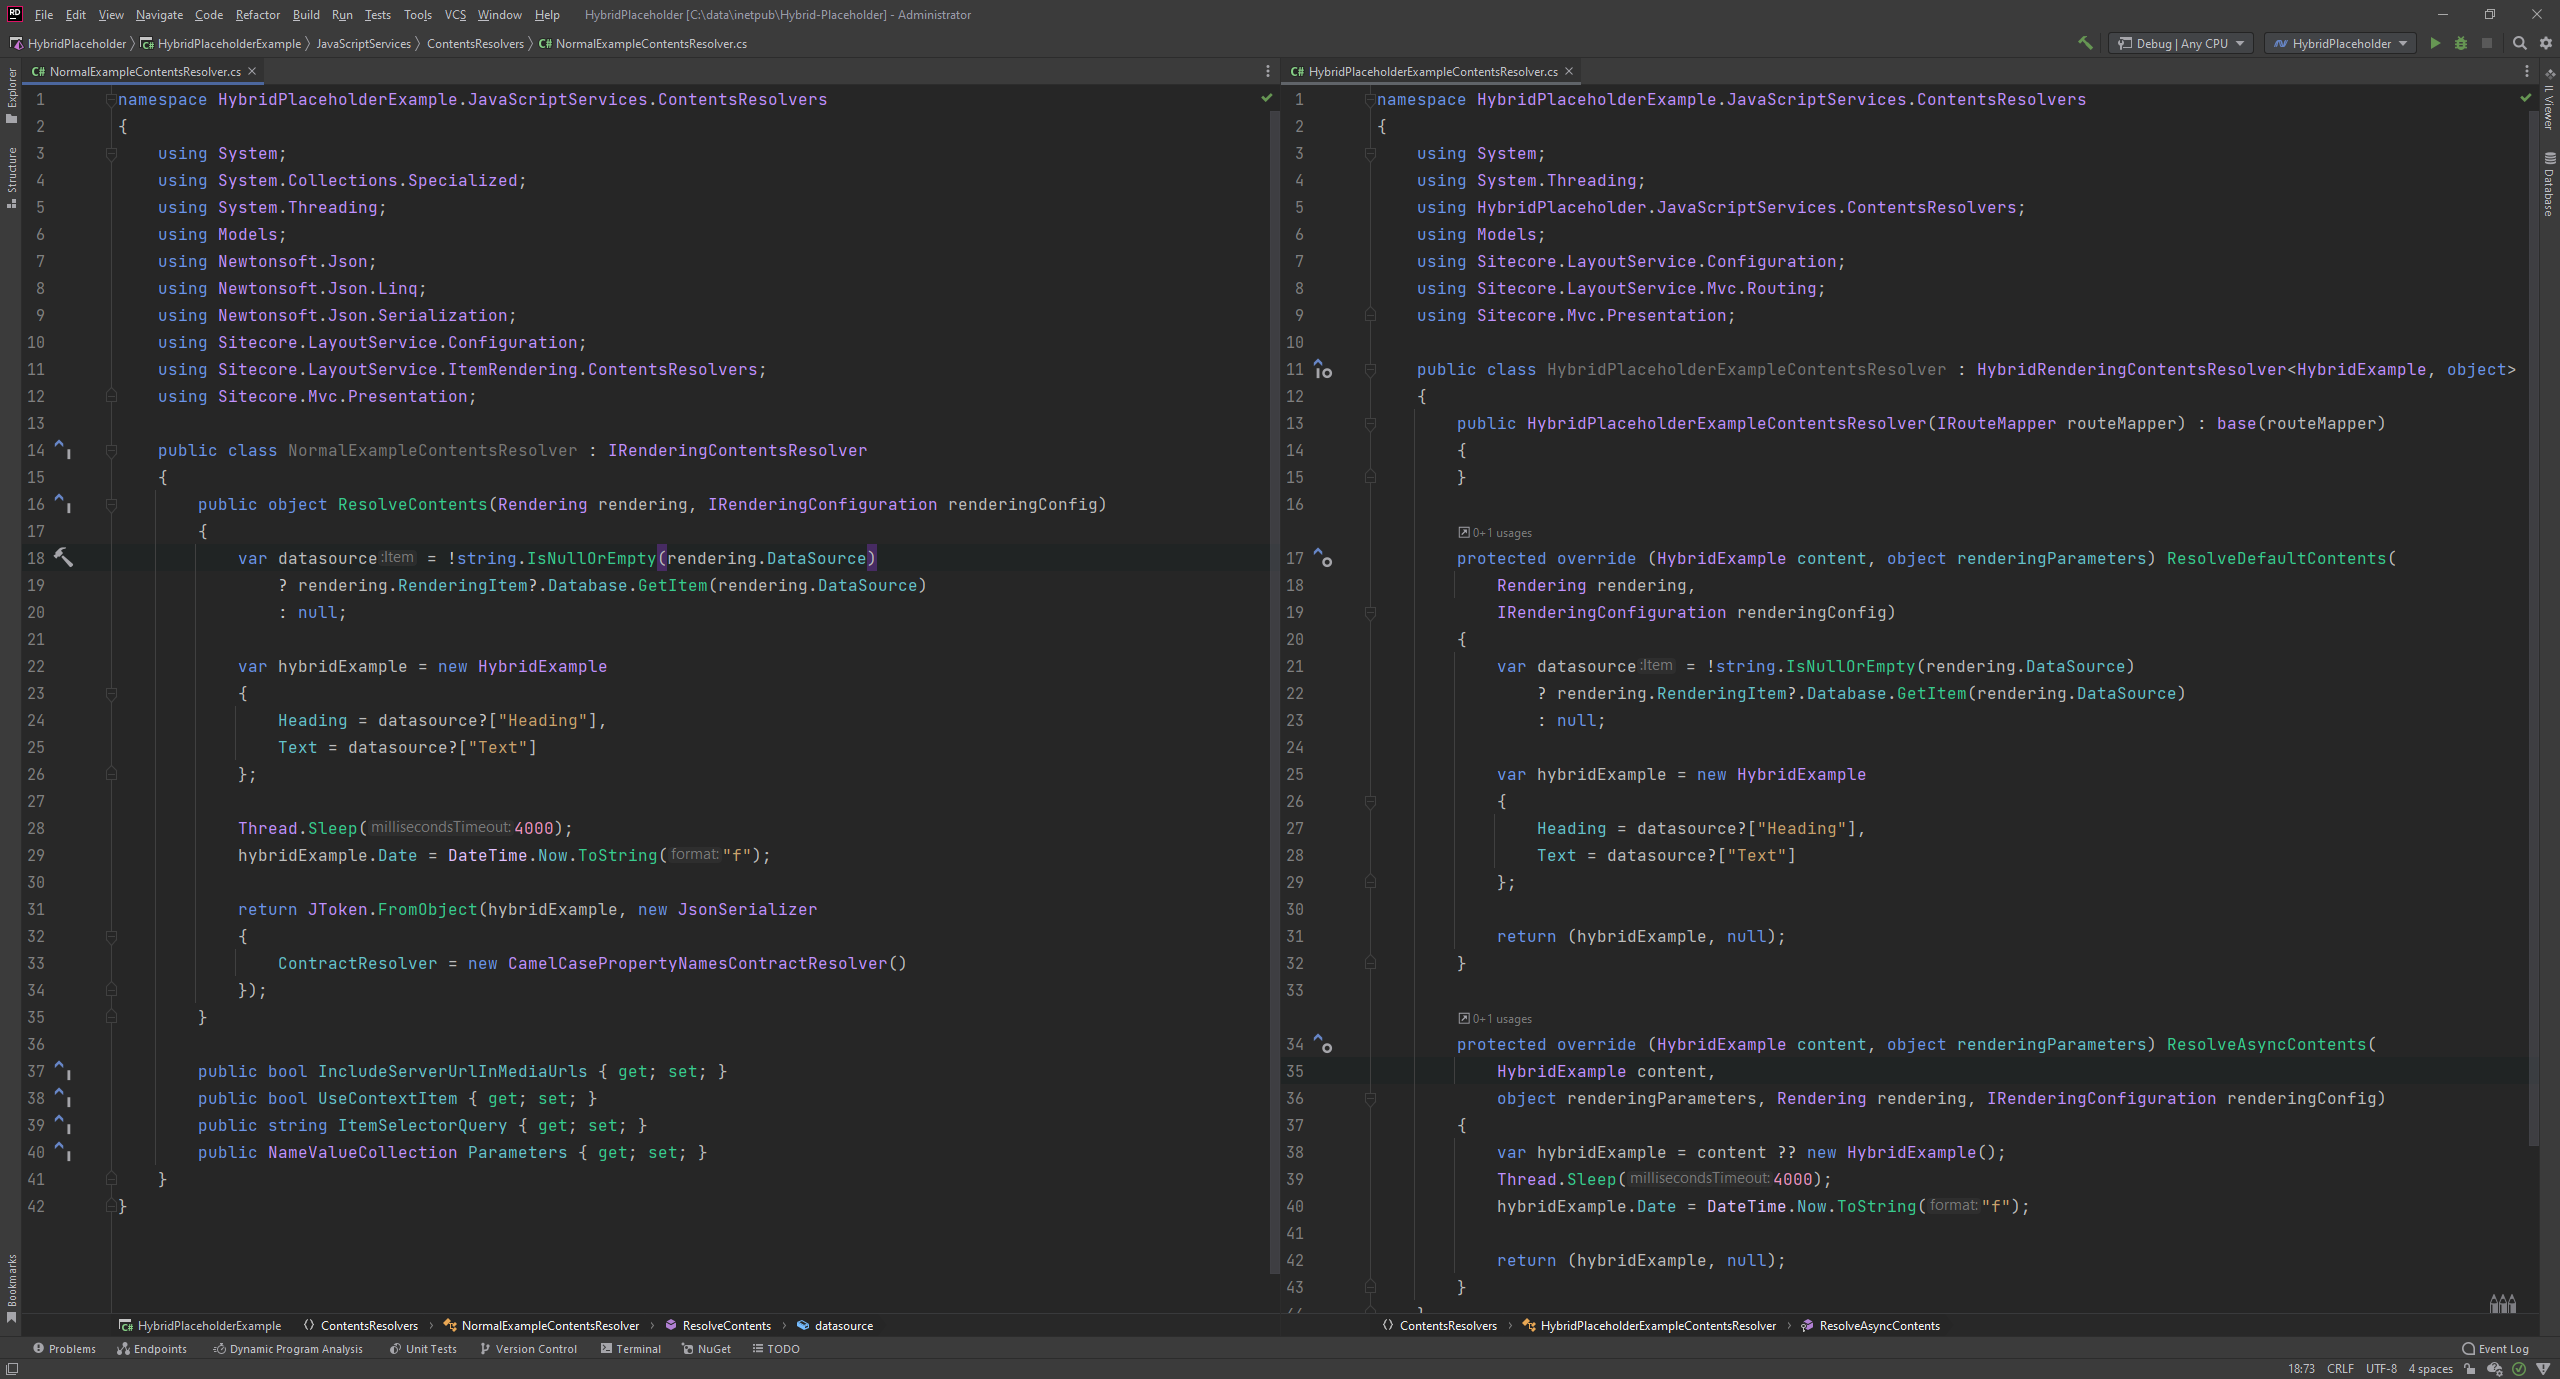 File Edit View Navigate Code Refactor Build Run Tests Tools VCS Window Help HybridPlaceholder [C:\data\inetpub\Hybrid-Placeholder] - Administrator
HybridPlaceholder HybridPlaceholderExample JavaScriptServices ContentsResolvers C# NormalExampleContentsResolver.cs Debug | Any CPU HybridPlaceholder
Explorer
Structure
Bookmarks
C# NormalExampleContentsResolver.cs
1 namespace HybridPlaceholderExample.JavaScriptServices.ContentsResolvers
2 {
3 using System;
4 using System.Collections.Specialized;
5 using System.Threading;
6 using Models;
7 using Newtonsoft.Json;
8 using Newtonsoft.Json.Linq;
9 using Newtonsoft.Json.Serialization;
10 using Sitecore.LayoutService.Configuration;
11 using Sitecore.LayoutService.ItemRendering.ContentsResolvers;
12 using Sitecore.Mvc.Presentation;
13
14 public class NormalExampleContentsResolver : IRenderingContentsResolver
15 {
16 public object ResolveContents(Rendering rendering, IRenderingConfiguration renderingConfig)
17 {
18 var datasource :Item = !string.IsNullOrEmpty(rendering.DataSource)
19 ? rendering.RenderingItem?.Database.GetItem(rendering.DataSource)
20 : null;
21
22 var hybridExample = new HybridExample
23 {
24 Heading = datasource?["Heading"],
25 Text = datasource?["Text"]
26 };
27
28 Thread.Sleep( millisecondsTimeout: 4000);
29 hybridExample.Date = DateTime.Now.ToString( format: "f");
30
31 return JToken.FromObject(hybridExample, new JsonSerializer
32 {
33 ContractResolver = new CamelCasePropertyNamesContractResolver()
34 });
35 }
36
37 public bool IncludeServerUrlInMediaUrls { get; set; }
38 public bool UseContextItem { get; set; }
39 public string ItemSelectorQuery { get; set; }
40 public NameValueCollection Parameters { get; set; }
41 }
42 }
HybridPlaceholderExample ContentsResolvers NormalExampleContentsResolver ResolveContents datasource
C# HybridPlaceholderExampleContentsResolver.cs
1 namespace HybridPlaceholderExample.JavaScriptServices.ContentsResolvers
2 {
3 using System;
4 using System.Threading;
5 using HybridPlaceholder.JavaScriptServices.ContentsResolvers;
6 using Models;
7 using Sitecore.LayoutService.Configuration;
8 using Sitecore.LayoutService.Mvc.Routing;
9 using Sitecore.Mvc.Presentation;
10
11 public class HybridPlaceholderExampleContentsResolver : HybridRenderingContentsResolver<HybridExample, object>
12 {
13 public HybridPlaceholderExampleContentsResolver(IRouteMapper routeMapper) : base(routeMapper)
14 {
15 }
16
0+1 usages
17 protected override (HybridExample content, object renderingParameters) ResolveDefaultContents(
18 Rendering rendering,
19 IRenderingConfiguration renderingConfig)
20 {
21 var datasource :Item = !string.IsNullOrEmpty(rendering.DataSource)
22 ? rendering.RenderingItem?.Database.GetItem(rendering.DataSource)
23 : null;
24
25 var hybridExample = new HybridExample
26 {
27 Heading = datasource?["Heading"],
28 Text = datasource?["Text"]
29 };
30
31 return (hybridExample, null);
32 }
33
0+1 usages
34 protected override (HybridExample content, object renderingParameters) ResolveAsyncContents(
35 HybridExample content,
36 object renderingParameters, Rendering rendering, IRenderingConfiguration renderingConfig)
37 {
38 var hybridExample = content ?? new HybridExample();
39 Thread.Sleep( millisecondsTimeout: 4000);
40 hybridExample.Date = DateTime.Now.ToString( format: "f");
41
42 return (hybridExample, null);
43 }
44 }
ContentsResolvers HybridPlaceholderExampleContentsResolver ResolveAsyncContents
IL Viewer
Database
Problems Endpoints Dynamic Program Analysis Unit Tests Version Control Terminal NuGet TODO Event Log
18:73 CRLF UTF-8 4 spaces